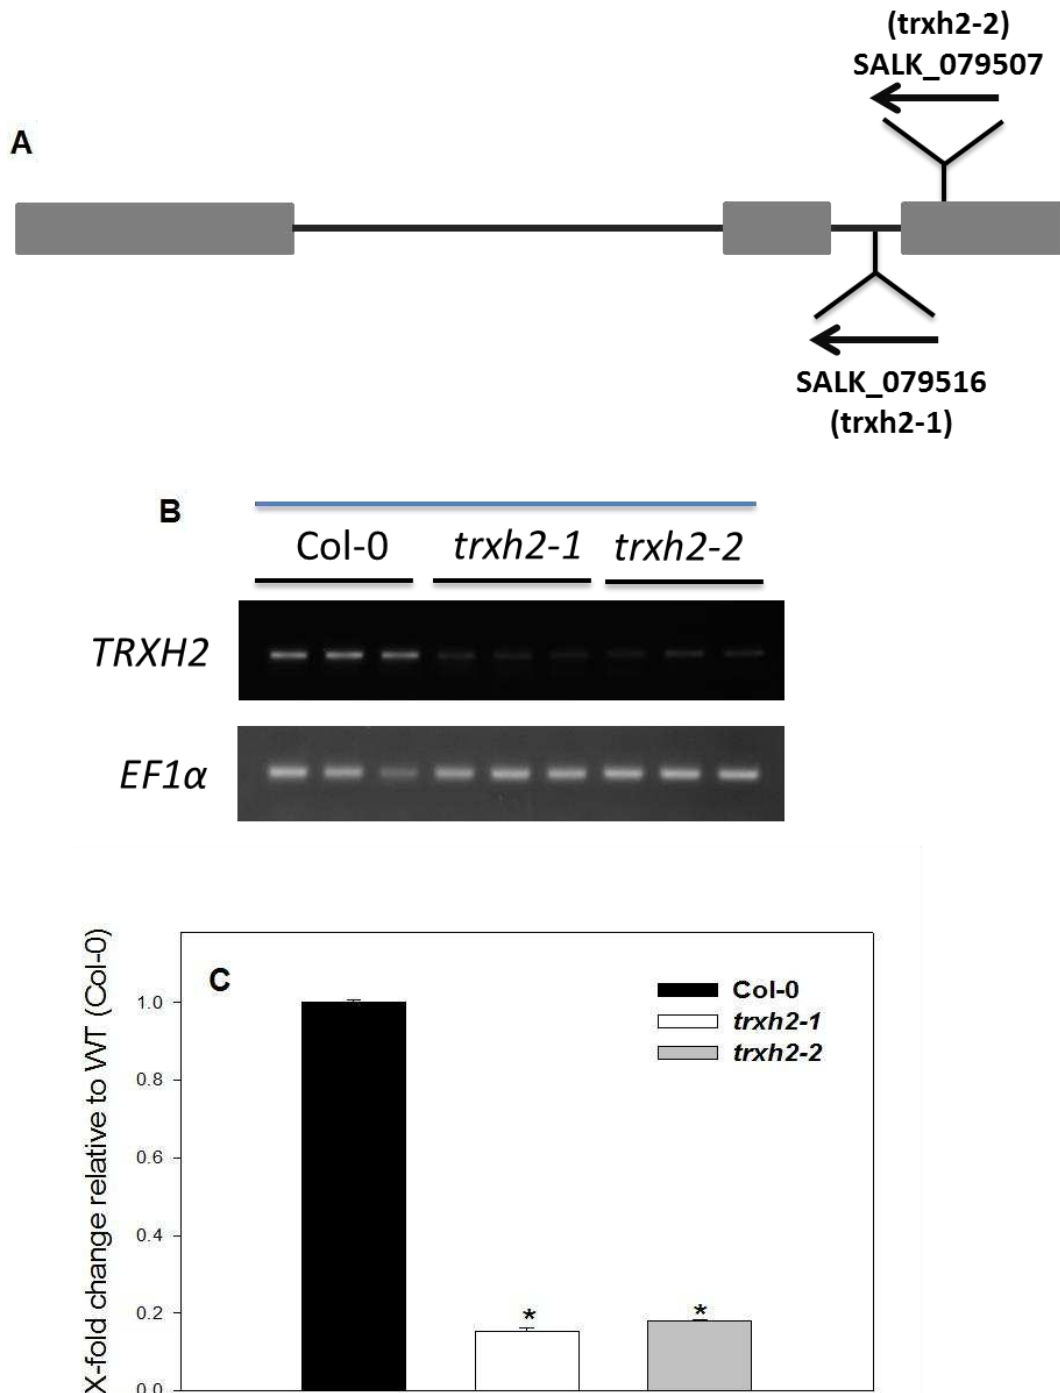 (trxh2-2)
SALK_079507
A
SALK_079516
(trxh2-1)
B
Col-0 trxh2-1 trxh2-2
TRXH2
EF1α
X-fold change relative to WT (Col-0)
C
Col-0
trxh2-1
trxh2-2
1.0
0.8
0.6
0.4
0.2
* *
0.0